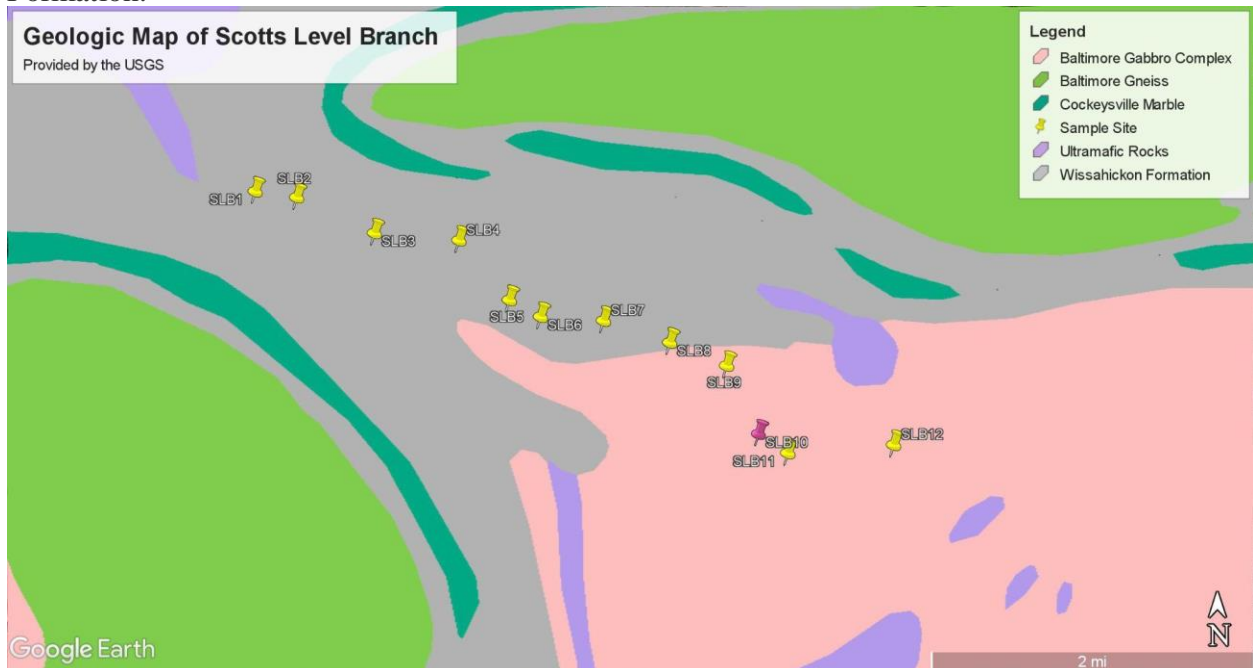 Formation.
Geologic Map of Scotts Level Branch
Provided by the USGS
Legend
Baltimore Gabbro Complex
Baltimore Gneiss
Cockeysville Marble
Sample Site
Ultramafic Rocks
Wissahickon Formation
SLB1
SLB2
SLB3
SLB4
SLB5
SLB6
SLB7
SLB8
SLB9
SLB10
SLB11
SLB12
Google Earth
N
2 mi